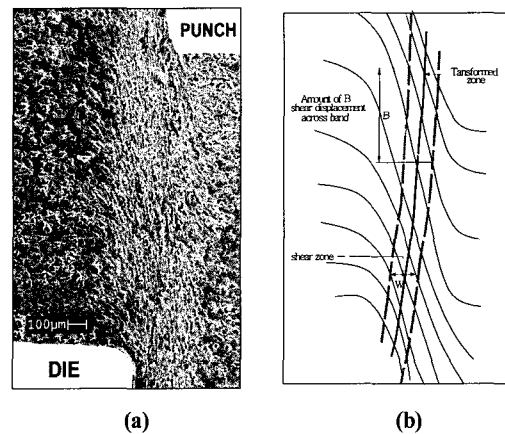 PUNCH
100μm
DIE
(a)
Tansformed
zone
Amount of B
shear displacement
across band
B
shear zone
W
(b)